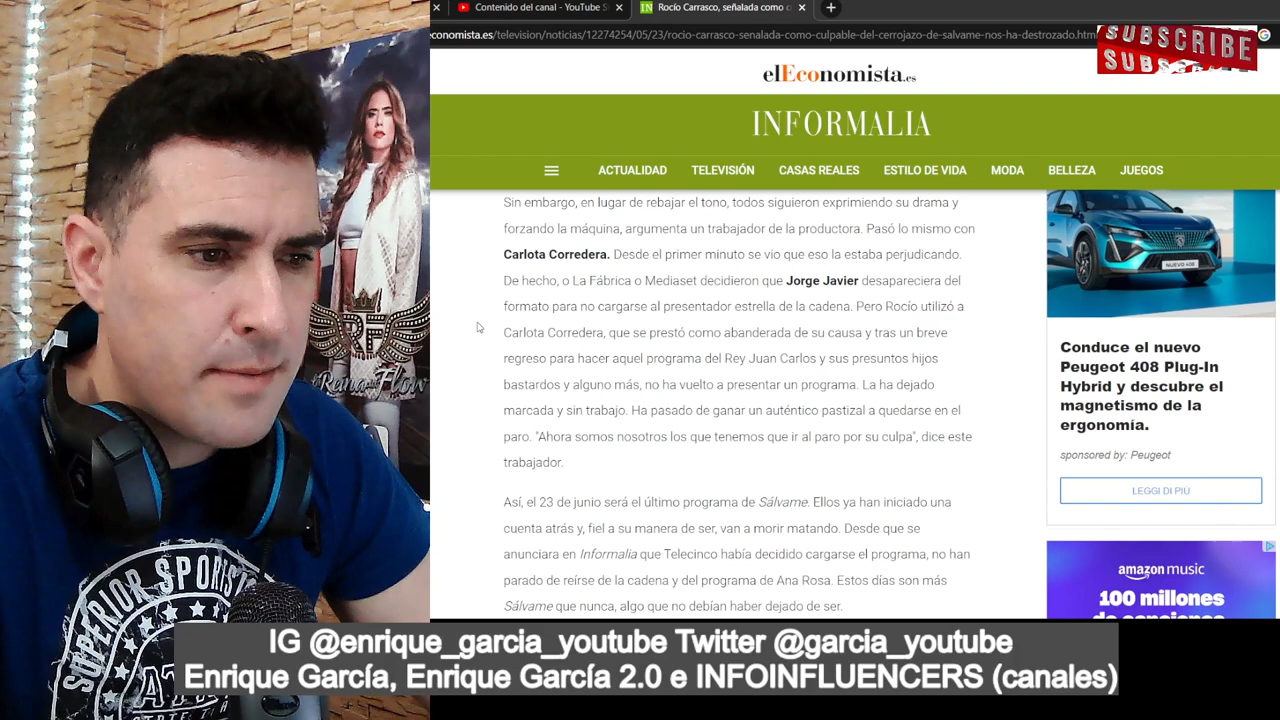 Contenido del canal - YouTube S
Rocío Carrasco, señalada como c
economista.es/television/noticias/12274254/05/23/rocio-carrasco-senalada-como-culpable-del-cerrojazo-de-salvame-nos-ha-destrozado.htm
SUBSCRIBE
elEconomista.es
INFORMALIA
ACTUALIDAD TELEVISIÓN CASAS REALES ESTILO DE VIDA MODA BELLEZA JUEGOS
Sin embargo, en lugar de rebajar el tono, todos siguieron exprimiendo su drama y
forzando la máquina, argumenta un trabajador de la productora. Pasó lo mismo con
Carlota Corredera. Desde el primer minuto se vio que eso la estaba perjudicando.
De hecho, o La Fábrica o Mediaset decidieron que Jorge Javier desapareciera del
formato para no cargarse al presentador estrella de la cadena. Pero Rocío utilizó a
Carlota Corredera, que se prestó como abanderada de su causa y tras un breve
regreso para hacer aquel programa del Rey Juan Carlos y sus presuntos hijos
bastardos y alguno más, no ha vuelto a presentar un programa. La ha dejado
marcada y sin trabajo. Ha pasado de ganar un auténtico pastizal a quedarse en el
paro. "Ahora somos nosotros los que tenemos que ir al paro por su culpa", dice este
trabajador.
Así, el 23 de junio será el último programa de Sálvame. Ellos ya han iniciado una
cuenta atrás y, fiel a su manera de ser, van a morir matando. Desde que se
anunciara en Informalia que Telecinco había decidido cargarse el programa, no han
parado de reírse de la cadena y del programa de Ana Rosa. Estos días son más
Sálvame que nunca, algo que no debían haber dejado de ser.
NUEVO 408
Conduce el nuevo
Peugeot 408 Plug-In
Hybrid y descubre el
magnetismo de la
ergonomía.
sponsored by: Peugeot
LEGGI DI PIÙ
amazon music
100 millones
de canciones
RF
la Reina del Flow
SUPERIOR SPORTS
IG @enrique_garcia_youtube Twitter @garcia_youtube
Enrique García, Enrique García 2.0 e INFOINFLUENCERS (canales)